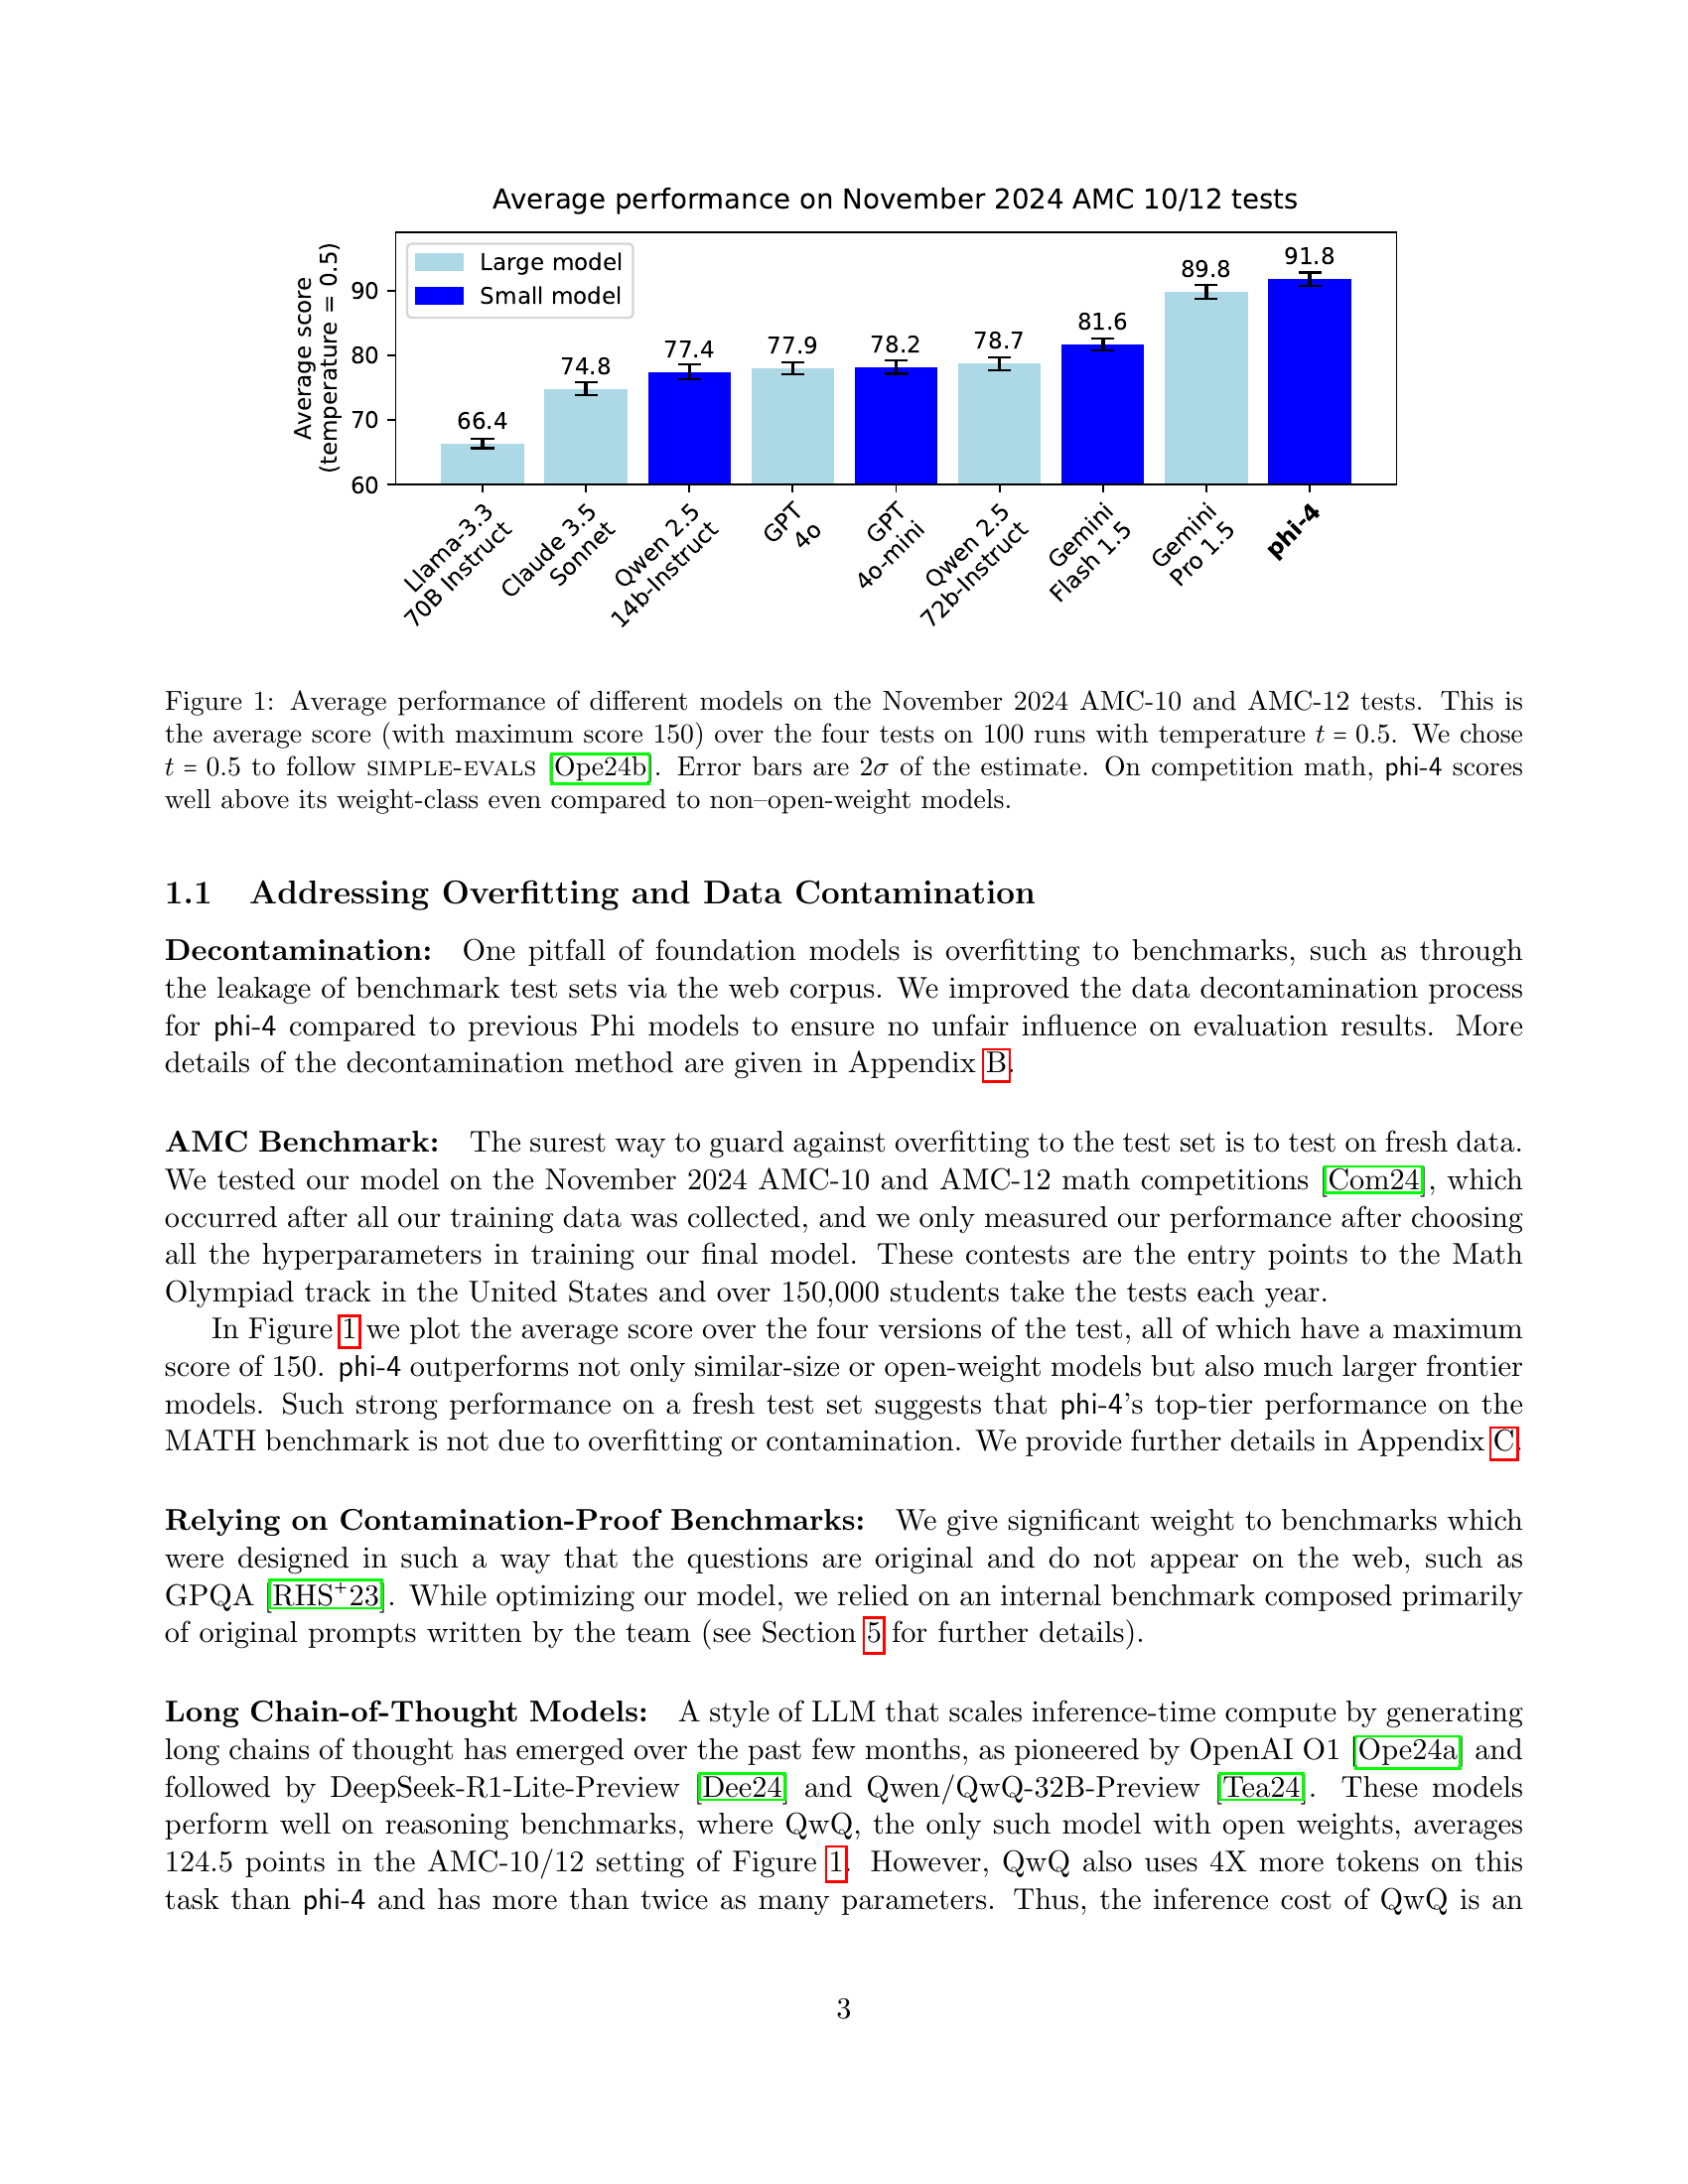 Average performance on November 2024 AMC 10/12 tests
Average score
(temperature = 0.5)
Large model
Small model
90
80
70
60
66.4
74.8
77.4
77.9
78.2
78.7
81.6
89.8
91.8
Llama-3.3
70B Instruct
Claude 3.5
Sonnet
Qwen 2.5
14b-Instruct
GPT
4o
GPT
4o-mini
Qwen 2.5
72b-Instruct
Gemini
Flash 1.5
Gemini
Pro 1.5
phi-4
Figure 1: Average performance of different models on the November 2024 AMC-10 and AMC-12 tests. This is
the average score (with maximum score 150) over the four tests on 100 runs with temperature t = 0.5. We chose
t = 0.5 to follow SIMPLE-EVALS [Ope24b]. Error bars are 2σ of the estimate. On competition math, phi-4 scores
well above its weight-class even compared to non–open-weight models.
1.1 Addressing Overfitting and Data Contamination
Decontamination: One pitfall of foundation models is overfitting to benchmarks, such as through
the leakage of benchmark test sets via the web corpus. We improved the data decontamination process
for phi-4 compared to previous Phi models to ensure no unfair influence on evaluation results. More
details of the decontamination method are given in Appendix B.
AMC Benchmark: The surest way to guard against overfitting to the test set is to test on fresh data.
We tested our model on the November 2024 AMC-10 and AMC-12 math competitions [Com24], which
occurred after all our training data was collected, and we only measured our performance after choosing
all the hyperparameters in training our final model. These contests are the entry points to the Math
Olympiad track in the United States and over 150,000 students take the tests each year.
In Figure 1 we plot the average score over the four versions of the test, all of which have a maximum
score of 150. phi-4 outperforms not only similar-size or open-weight models but also much larger frontier
models. Such strong performance on a fresh test set suggests that phi-4's top-tier performance on the
MATH benchmark is not due to overfitting or contamination. We provide further details in Appendix C.
Relying on Contamination-Proof Benchmarks: We give significant weight to benchmarks which
were designed in such a way that the questions are original and do not appear on the web, such as
GPQA [RHS+23]. While optimizing our model, we relied on an internal benchmark composed primarily
of original prompts written by the team (see Section 5 for further details).
Long Chain-of-Thought Models: A style of LLM that scales inference-time compute by generating
long chains of thought has emerged over the past few months, as pioneered by OpenAI O1 [Ope24a] and
followed by DeepSeek-R1-Lite-Preview [Dee24] and Qwen/QwQ-32B-Preview [Tea24]. These models
perform well on reasoning benchmarks, where QwQ, the only such model with open weights, averages
124.5 points in the AMC-10/12 setting of Figure 1. However, QwQ also uses 4X more tokens on this
task than phi-4 and has more than twice as many parameters. Thus, the inference cost of QwQ is an
3